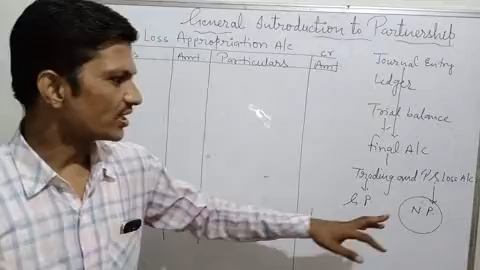 General Introduction to Partnership
Loss Appropriation A/c
cr
Amt Particulars Amt
Journal Entry
Ledger
Trial balance
final A/c
Trading and P & Loss A/c
G.P
N.P.